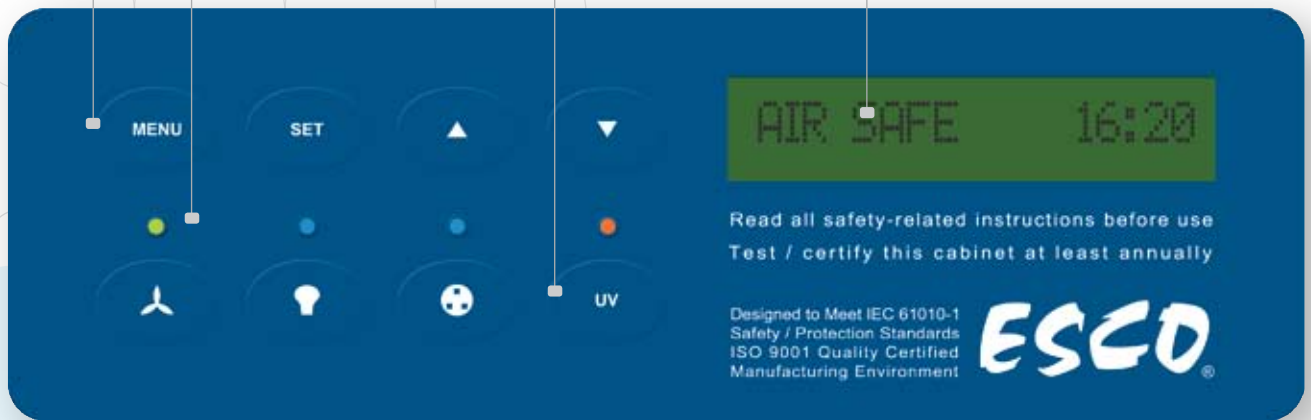 MENU SET ▲ ▼
UV
AIR SAFE 16:20
Read all safety-related instructions before use
Test / certify this cabinet at least annually
Designed to Meet IEC 61010-1
Safety / Protection Standards
ISO 9001 Quality Certified
Manufacturing Environment
ESCO®